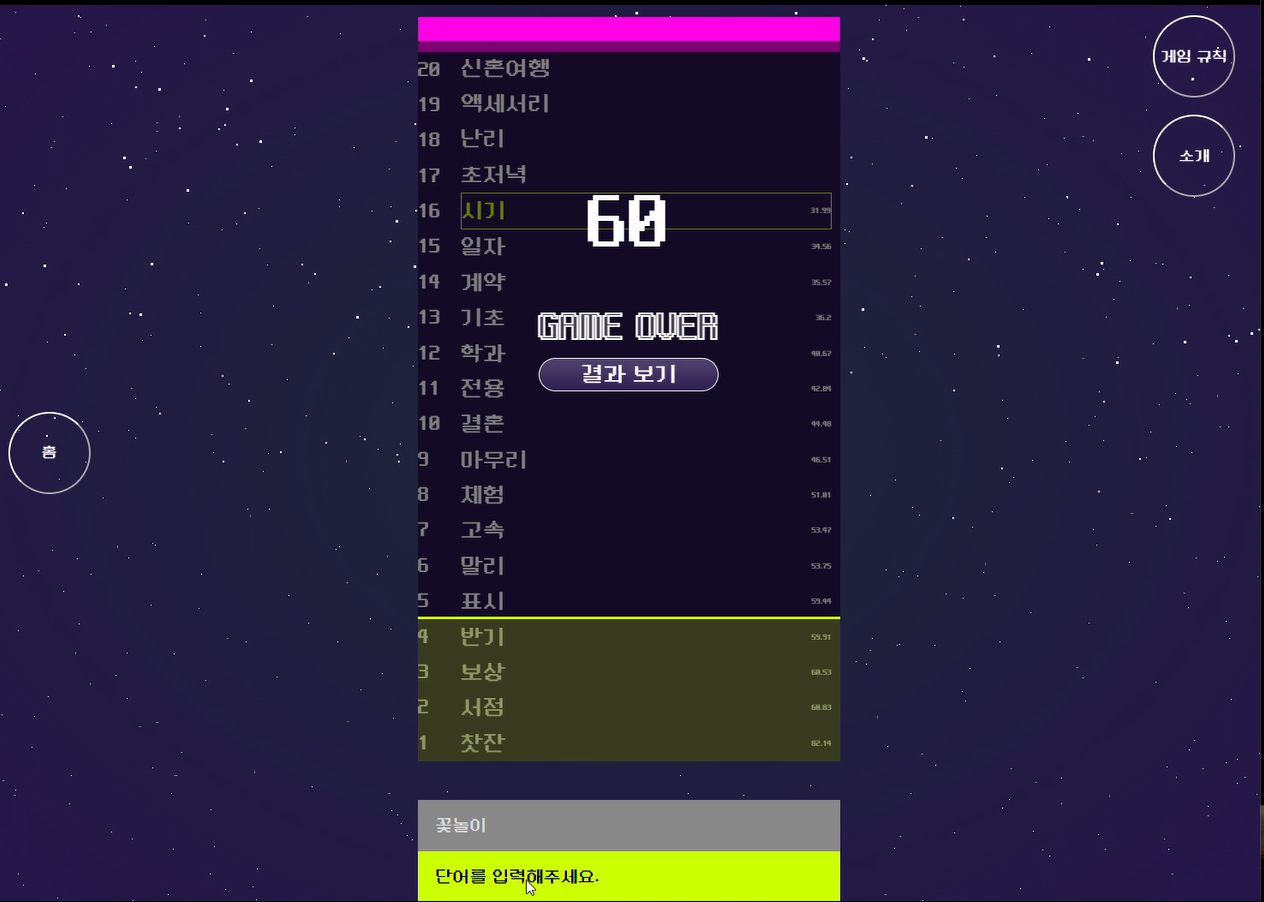 게임 규칙
소개
홈
20 신혼여행
19 액세서리
18 난리
17 초저녁
16 시기 31.99
60
15 일자 34.56
14 계약 35.57
13 기초 36.2
GAME OVER
12 학과 40.67
결과 보기
11 전용 42.04
10 결혼 44.48
9 마무리 46.51
8 체험 51.01
7 고속 53.47
6 말리 53.75
5 표시 59.44
4 반기 59.91
3 보상 60.53
2 서점 60.83
1 찻잔 82.14
꽃놀이
단어를 입력해주세요.